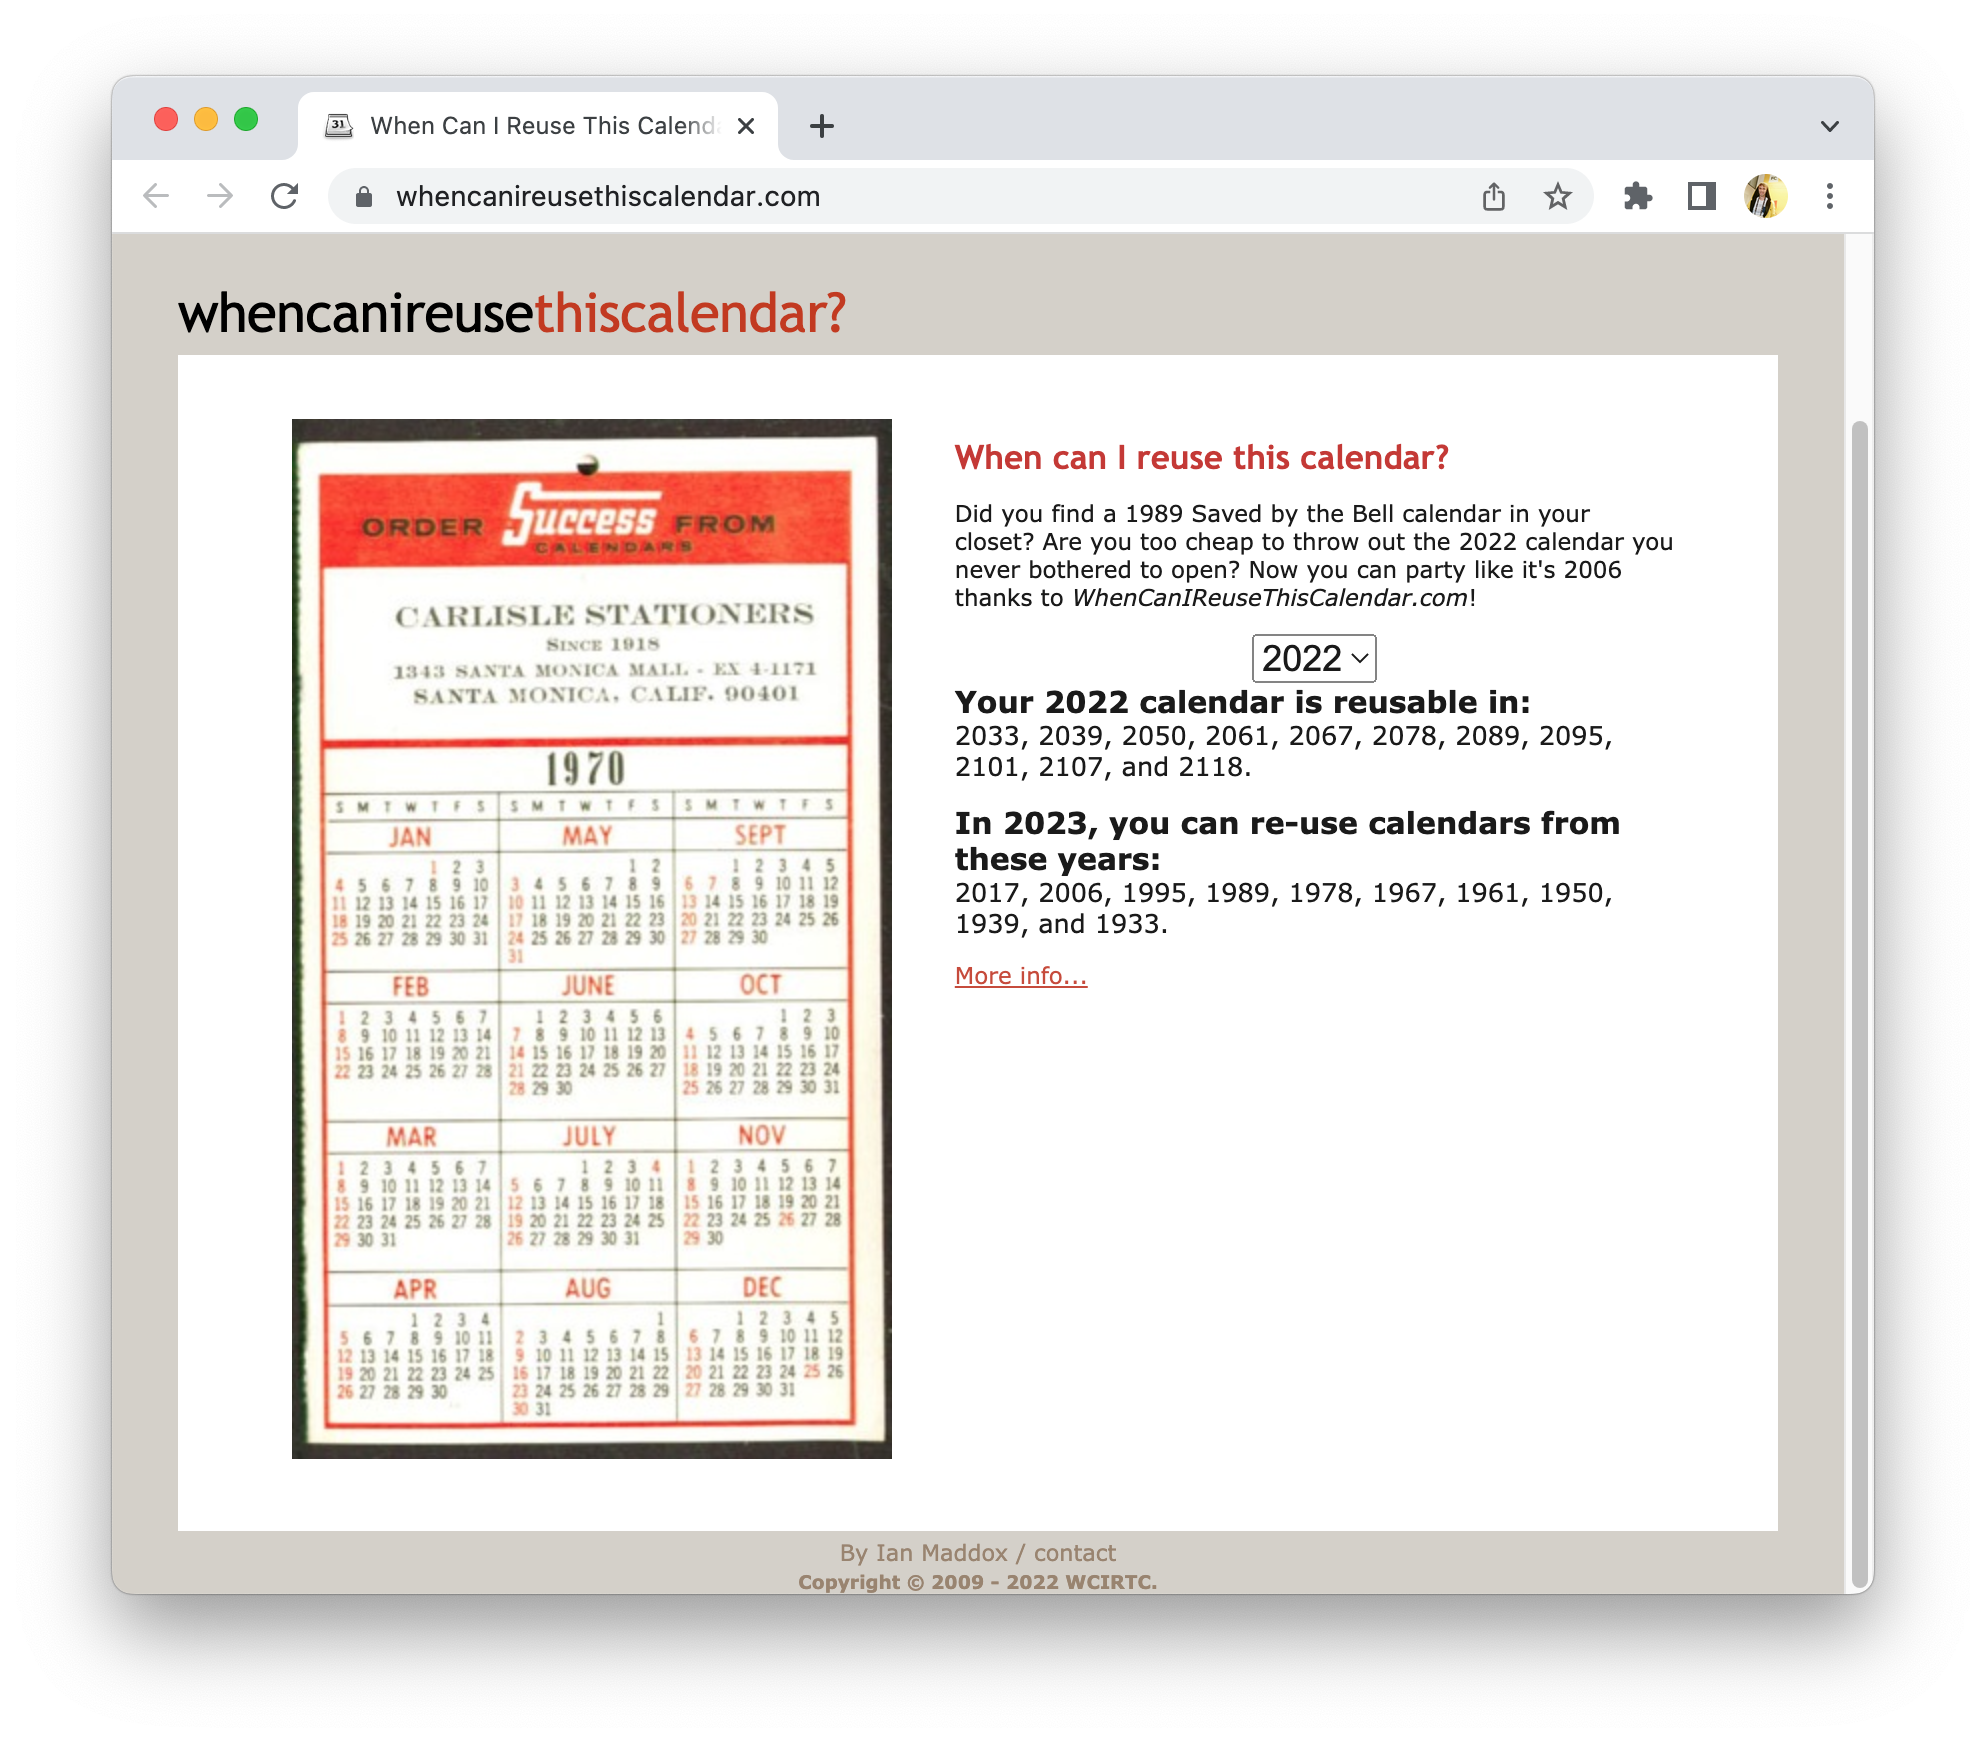 31 When Can I Reuse This Calend
whencanireusethiscalendar.com
whencanireusethiscalendar?
ORDER Success FROM
CALENDARS
CARLISLE STATIONERS
SINCE 1918
1343 SANTA MONICA MALL - EX 4-1171
SANTA MONICA, CALIF. 90401
1970
S M T W T F S S M T W T F S S M T W T F S
JAN MAY SEPT
1 2 3 1 2 1 2 3 4 5
4 5 6 7 8 9 10 3 4 5 6 7 8 9 6 7 8 9 10 11 12
11 12 13 14 15 16 17 10 11 12 13 14 15 16 13 14 15 16 17 18 19
18 19 20 21 22 23 24 17 18 19 20 21 22 23 20 21 22 23 24 25 26
25 26 27 28 29 30 31 24 25 26 27 28 29 30 27 28 29 30
31
FEB JUNE OCT
1 2 3 4 5 6 7 1 2 3 4 5 6 1 2 3
8 9 10 11 12 13 14 7 8 9 10 11 12 13 4 5 6 7 8 9 10
15 16 17 18 19 20 21 14 15 16 17 18 19 20 11 12 13 14 15 16 17
22 23 24 25 26 27 28 21 22 23 24 25 26 27 18 19 20 21 22 23 24
28 29 30 25 26 27 28 29 30 31
MAR JULY NOV
1 2 3 4 5 6 7 1 2 3 4 1 2 3 4 5 6 7
8 9 10 11 12 13 14 5 6 7 8 9 10 11 8 9 10 11 12 13 14
15 16 17 18 19 20 21 12 13 14 15 16 17 18 15 16 17 18 19 20 21
22 23 24 25 26 27 28 19 20 21 22 23 24 25 22 23 24 25 26 27 28
29 30 31 26 27 28 29 30 31 29 30
APR AUG DEC
1 2 3 4 1 1 2 3 4 5
5 6 7 8 9 10 11 2 3 4 5 6 7 8 6 7 8 9 10 11 12
12 13 14 15 16 17 18 9 10 11 12 13 14 15 13 14 15 16 17 18 19
19 20 21 22 23 24 25 16 17 18 19 20 21 22 20 21 22 23 24 25 26
26 27 28 29 30 23 24 25 26 27 28 29 27 28 29 30 31
30 31
When can I reuse this calendar?
Did you find a 1989 Saved by the Bell calendar in your
closet? Are you too cheap to throw out the 2022 calendar you
never bothered to open? Now you can party like it's 2006
thanks to WhenCanIReuseThisCalendar.com!
2022
Your 2022 calendar is reusable in:
2033, 2039, 2050, 2061, 2067, 2078, 2089, 2095,
2101, 2107, and 2118.
In 2023, you can re-use calendars from
these years:
2017, 2006, 1995, 1989, 1978, 1967, 1961, 1950,
1939, and 1933.
More info...
By Ian Maddox / contact
Copyright © 2009 - 2022 WCIRTC.